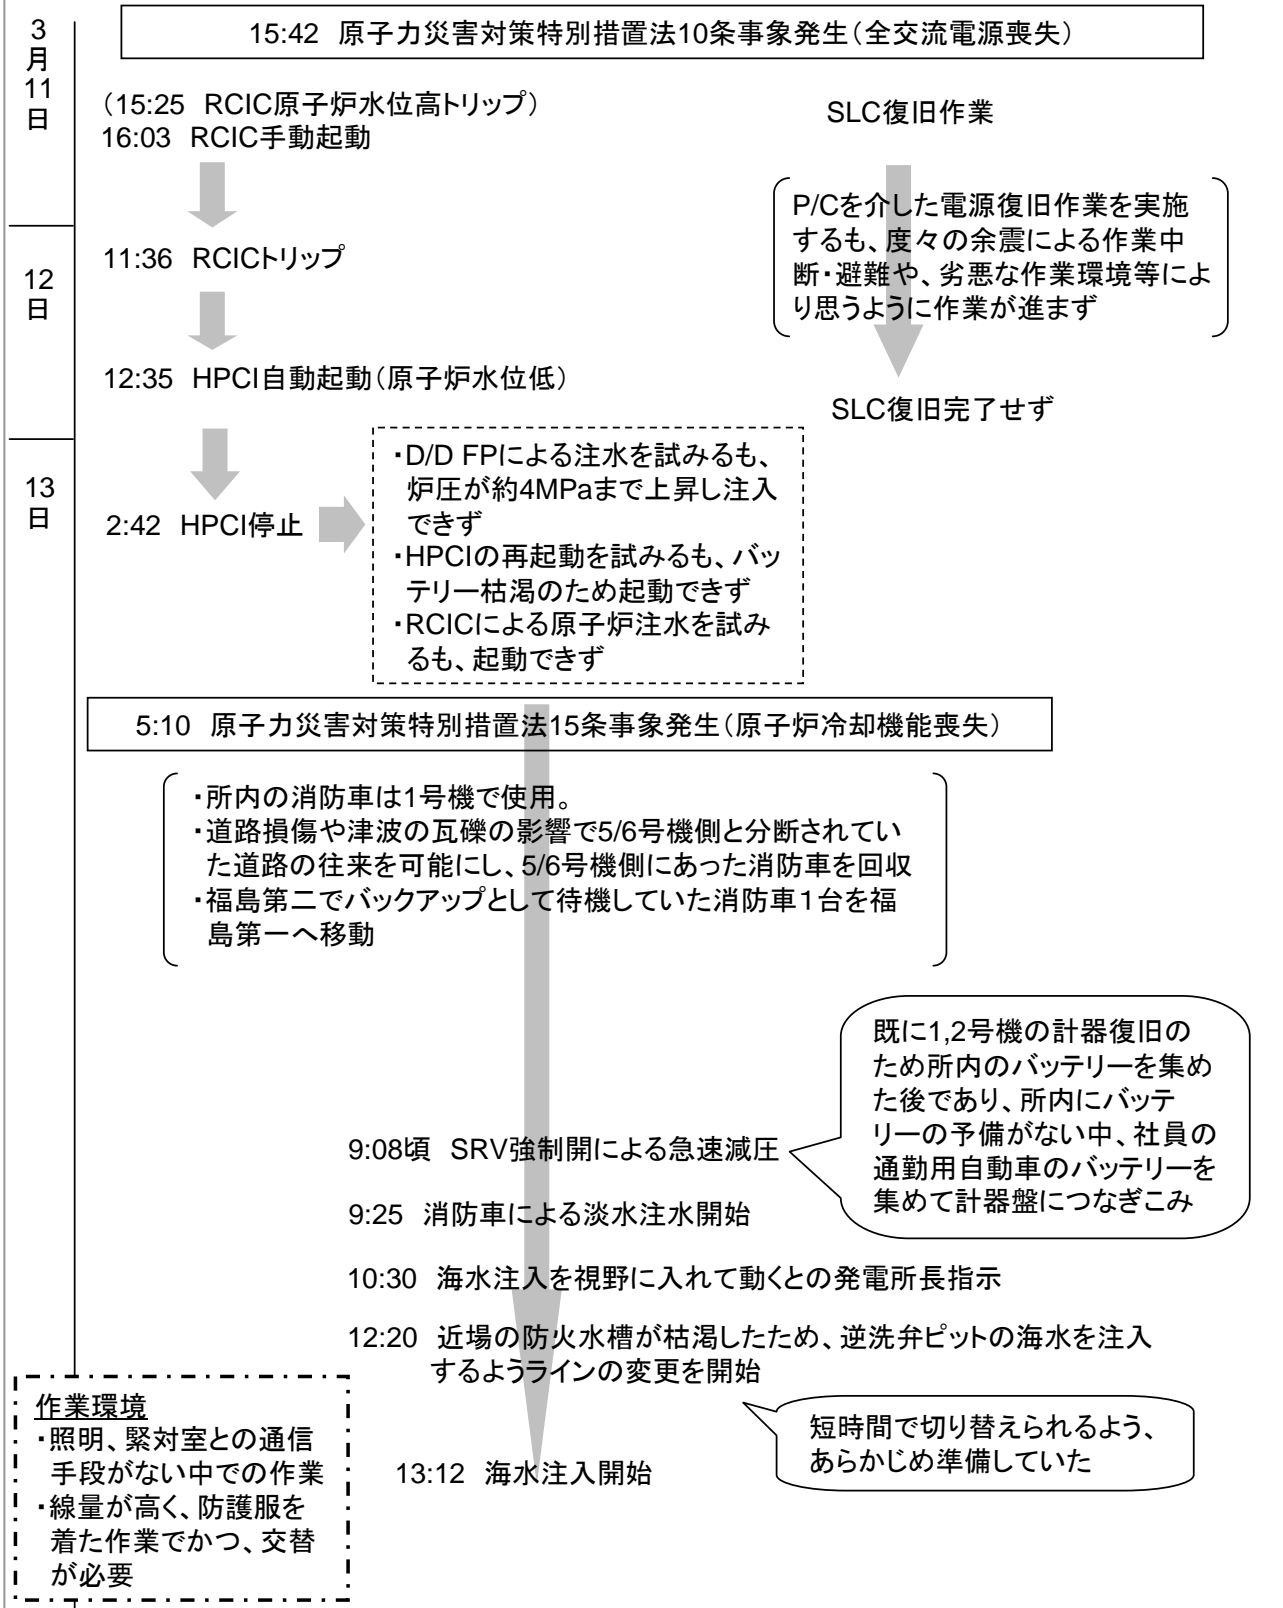 3
月
11
日
15:42 原子力災害対策特別措置法10条事象発生(全交流電源喪失)
(15:25 RCIC原子炉水位高トリップ)
16:03 RCIC手動起動
SLC復旧作業
P/Cを介した電源復旧作業を実施
するも、度々の余震による作業中
断・避難や、劣悪な作業環境等によ
り思うように作業が進まず
12
日
11:36 RCICトリップ
12:35 HPCI自動起動(原子炉水位低)
SLC復旧完了せず
13
日
2:42 HPCI停止
・D/D FPによる注水を試みるも、
炉圧が約4MPaまで上昇し注入
できず
・HPCIの再起動を試みるも、バッ
テリー枯渇のため起動できず
・RCICによる原子炉注水を試み
るも、起動できず
5:10 原子力災害対策特別措置法15条事象発生(原子炉冷却機能喪失)
・所内の消防車は1号機で使用。
・道路損傷や津波の瓦礫の影響で5/6号機側と分断されてい
た道路の往来を可能にし、5/6号機側にあった消防車を回収
・福島第二でバックアップとして待機していた消防車1台を福
島第一へ移動
既に1,2号機の計器復旧の
ため所内のバッテリーを集め
た後であり、所内にバッテ
リーの予備がない中、社員の
通勤用自動車のバッテリーを
集めて計器盤につなぎこみ
9:08頃 SRV強制開による急速減圧
9:25 消防車による淡水注水開始
10:30 海水注入を視野に入れて動くとの発電所長指示
12:20 近場の防火水槽が枯渇したため、逆洗弁ピットの海水を注入
するようラインの変更を開始
短時間で切り替えられるよう、
あらかじめ準備していた
13:12 海水注入開始
作業環境
・照明、緊対室との通信
手段がない中での作業
・線量が高く、防護服を
着た作業でかつ、交替
が必要